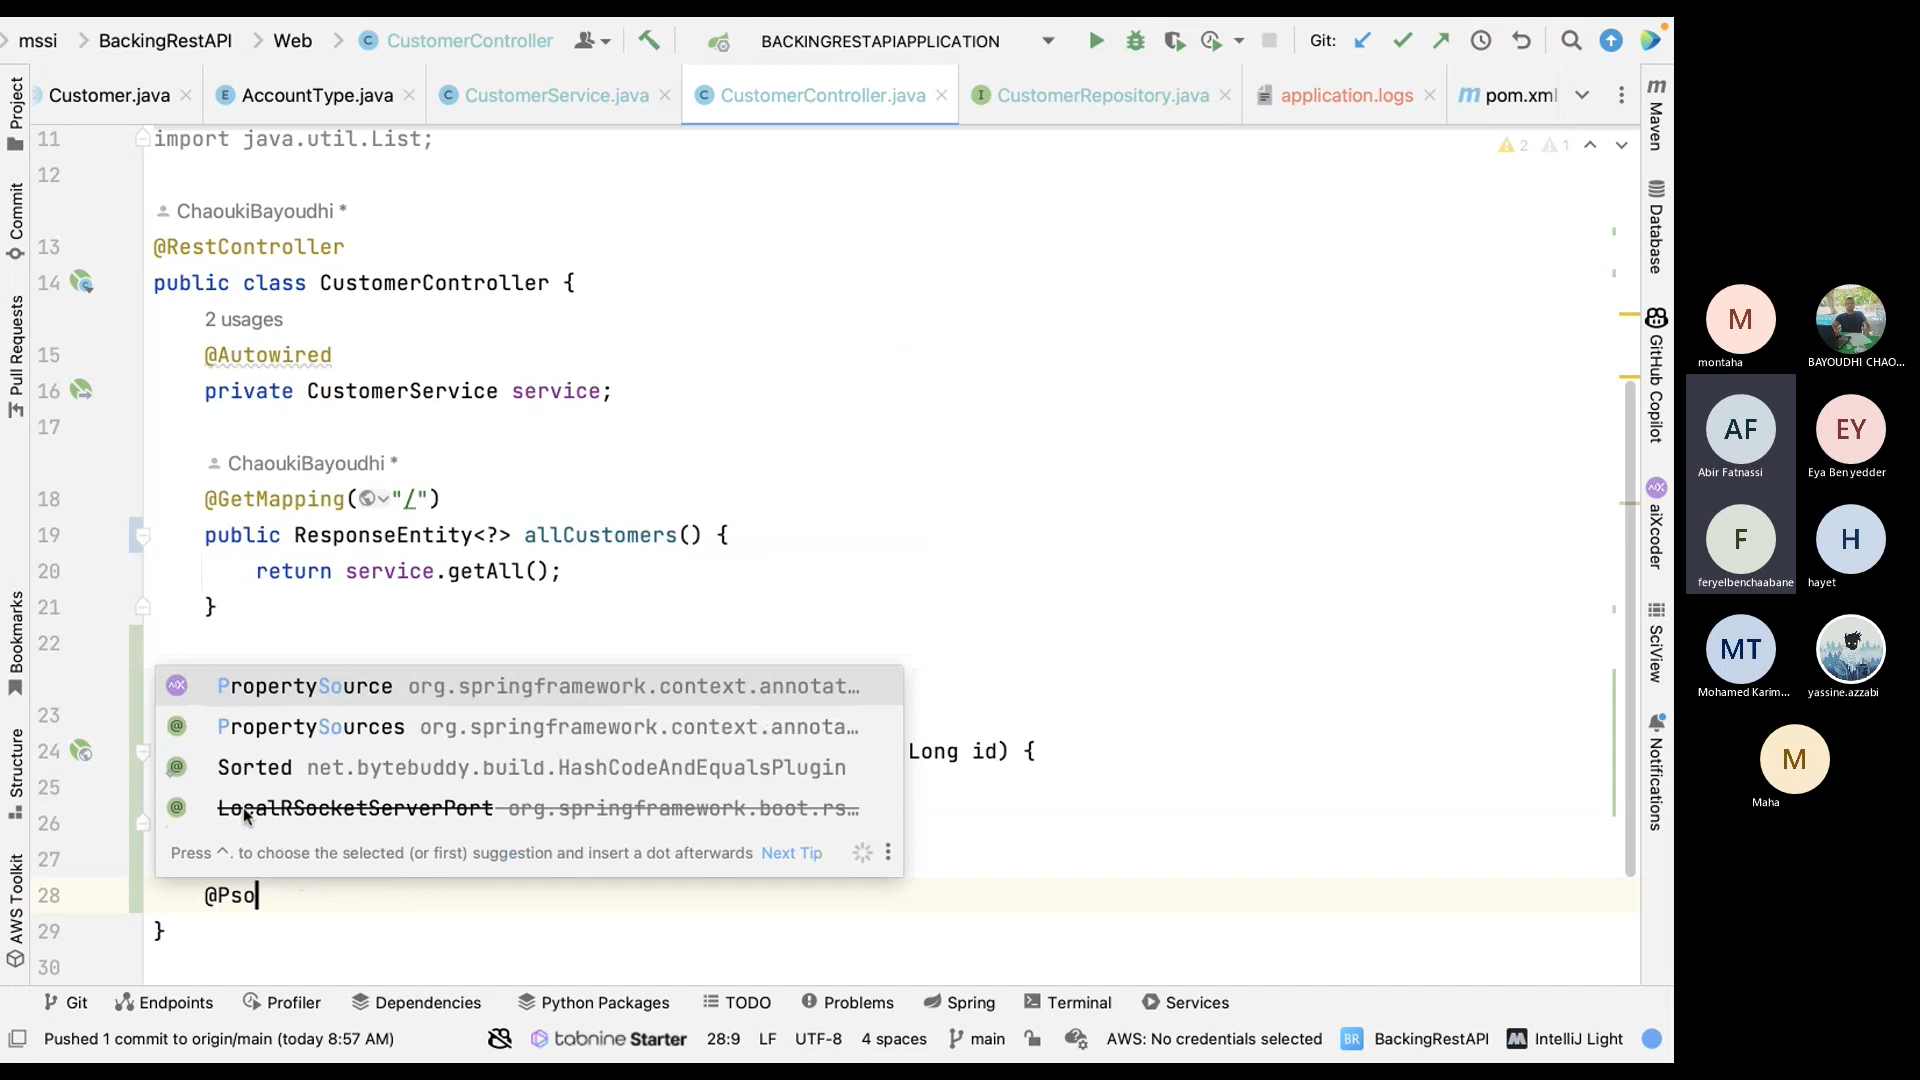 mssi > BackingRestAPI > Web > CustomerController
BACKINGRESTAPIAPPLICATION
Git:
Customer.java
AccountType.java
CustomerService.java
CustomerController.java
CustomerRepository.java
application.logs
pom.xml
Project
Commit
Pull Requests
Bookmarks
Structure
AWS Toolkit
2
1
11 import java.util.List;
12
ChaoukiBayoudhi *
13 @RestController
14 public class CustomerController {
2 usages
15 @Autowired
16 private CustomerService service;
17
ChaoukiBayoudhi *
18 @GetMapping("/")
19 public ResponseEntity<?> allCustomers() {
20 return service.getAll();
21 }
22
23
24 Long id) {
25
26
27
28 @Pso
29 }
30
PropertySource org.springframework.context.annotat...
PropertySources org.springframework.context.annota...
Sorted net.bytebuddy.build.HashCodeAndEqualsPlugin
LocalRSocketServerPort org.springframework.boot.rs...
Press ^. to choose the selected (or first) suggestion and insert a dot afterwards Next Tip
Maven
Database
GitHub Copilot
aiXcoder
SciView
Notifications
Git
Endpoints
Profiler
Dependencies
Python Packages
TODO
Problems
Spring
Terminal
Services
Pushed 1 commit to origin/main (today 8:57 AM)
tabnine Starter
28:9
LF
UTF-8
4 spaces
main
AWS: No credentials selected
BR BackingRestAPI
IntelliJ Light
M
montaha
BAYOUDHI CHAO...
AF
Abir Fatnassi
EY
Eya Ben yedder
F
feryelbenchaabane
H
hayet
MT
Mohamed Karim...
yassine.azzabi
M
Maha